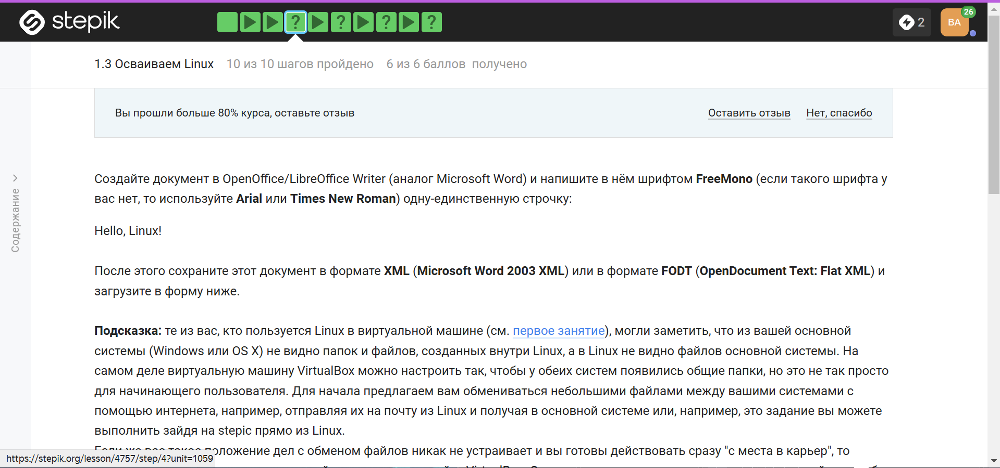 stepik
? ? ? ?
2
BA
26
1.3 Осваиваем Linux 10 из 10 шагов пройдено 6 из 6 баллов получено
Вы прошли больше 80% курса, оставьте отзыв Оставить отзыв Нет, спасибо
Содержание
Создайте документ в OpenOffice/LibreOffice Writer (аналог Microsoft Word) и напишите в нём шрифтом FreeMono (если такого шрифта у
вас нет, то используйте Arial или Times New Roman) одну-единственную строчку:
Hello, Linux!
После этого сохраните этот документ в формате XML (Microsoft Word 2003 XML) или в формате FODT (OpenDocument Text: Flat XML) и
загрузите в форму ниже.
Подсказка: те из вас, кто пользуется Linux в виртуальной машине (см. первое занятие), могли заметить, что из вашей основной
системы (Windows или OS X) не видно папок и файлов, созданных внутри Linux, а в Linux не видно файлов основной системы. На
самом деле виртуальную машину VirtualBox можно настроить так, чтобы у обеих систем появились общие папки, но это не так просто
для начинающего пользователя. Для начала предлагаем вам обмениваться небольшими файлами между вашими системами с
помощью интернета, например, отправляя их на почту из Linux и получая в основной системе или, например, это задание вы можете
выполнить зайдя на stepic прямо из Linux.
Если же вас такое положение дел с обменом файлов никак не устраивает и вы готовы действовать сразу "с места в карьер", то
https://stepik.org/lesson/4757/step/4?unit=1059